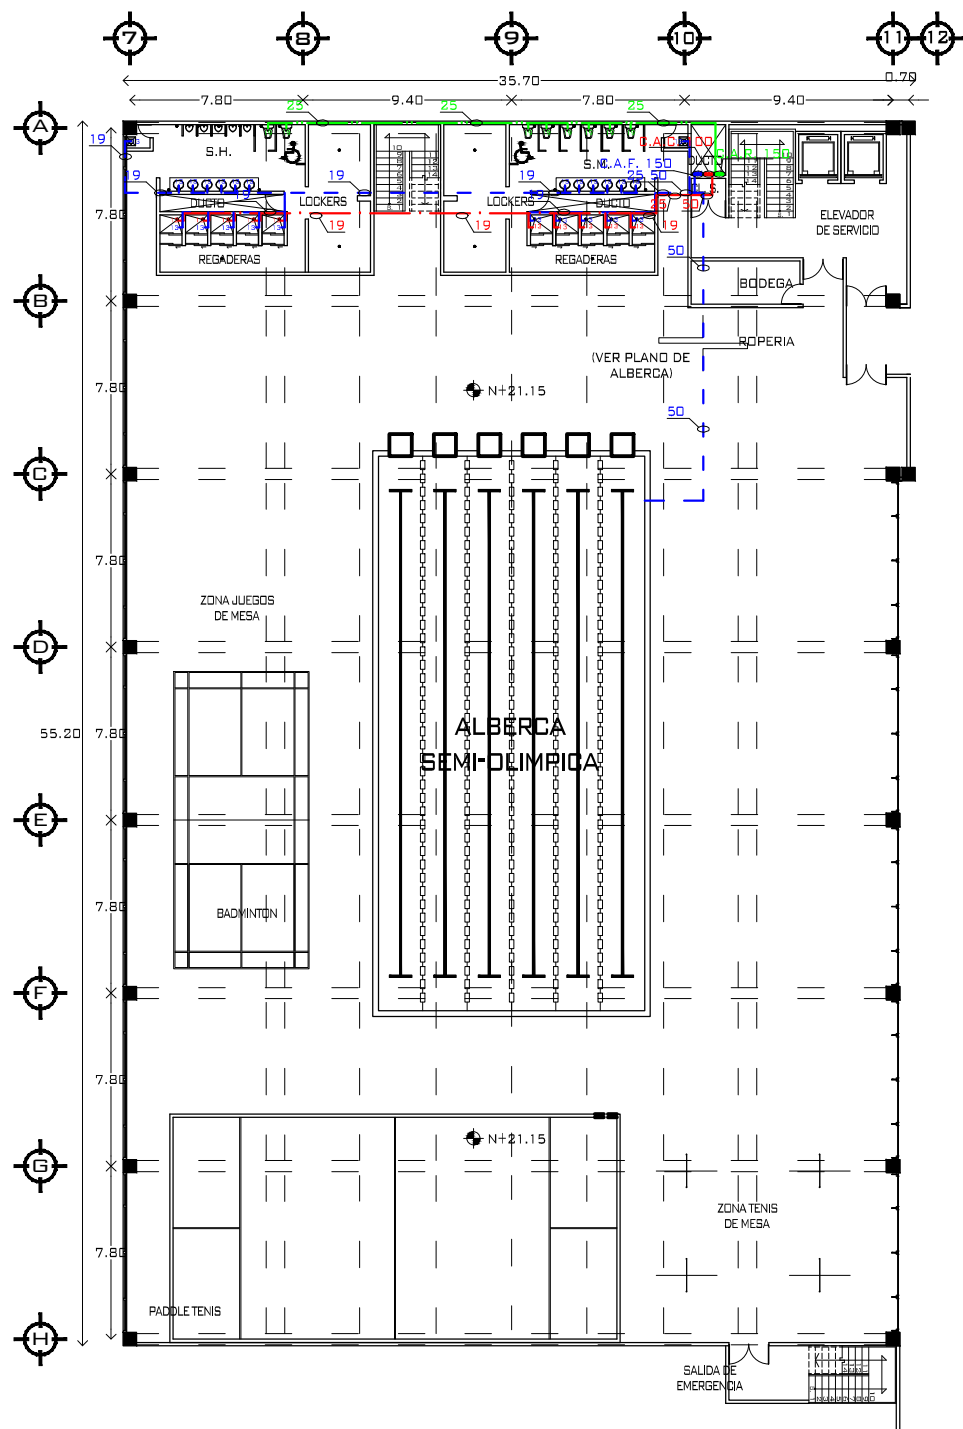 7 8 9 10 11 12
35.70 0.70
7.80 9.40 7.80 9.40
A
25 25 25
19
S.H.
S.M.
C.A.C. 100
C.A.F. 150
C.A.R. 150
DUCTO
25 50
19 19 19
DUCTO LOCKERS LOCKERS DUCTO
25 50
19 19 19
7.80
ELEVADOR
DE SERVICIO
REGADERAS REGADERAS
50
BODEGA
B
ROPERIA
(VER PLANO DE
ALBERCA)
7.80
N+21.15
50
C
7.80
ZONA JUEGOS
DE MESA
D
55.20
7.80
ALBERCA
SEMI-OLIMPICA
E
7.80
BADMINTON
F
7.80
N+21.15
G
ZONA TENIS
DE MESA
7.80
PADDLE TENIS
H
SALIDA DE
EMERGENCIA